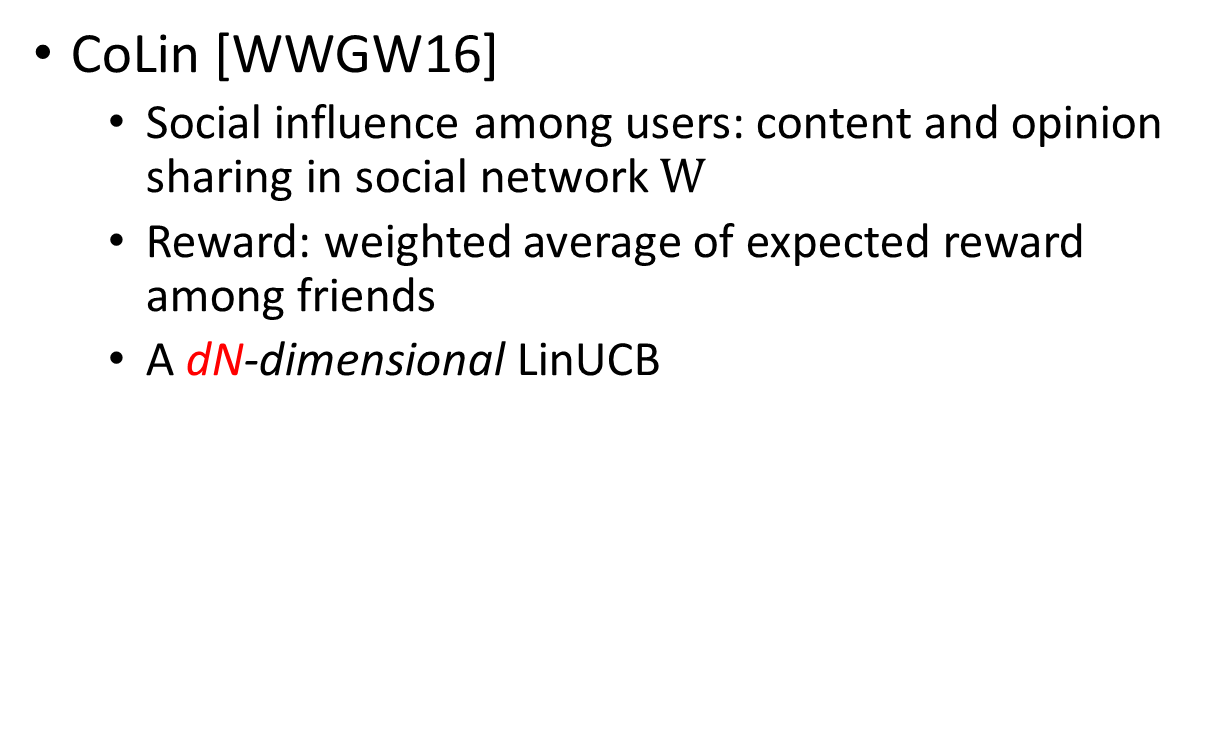 • CoLin [WWGW16]
• Social influence among users: content and opinion
sharing in social network W
• Reward: weighted average of expected reward
among friends
• A dN-dimensional LinUCB